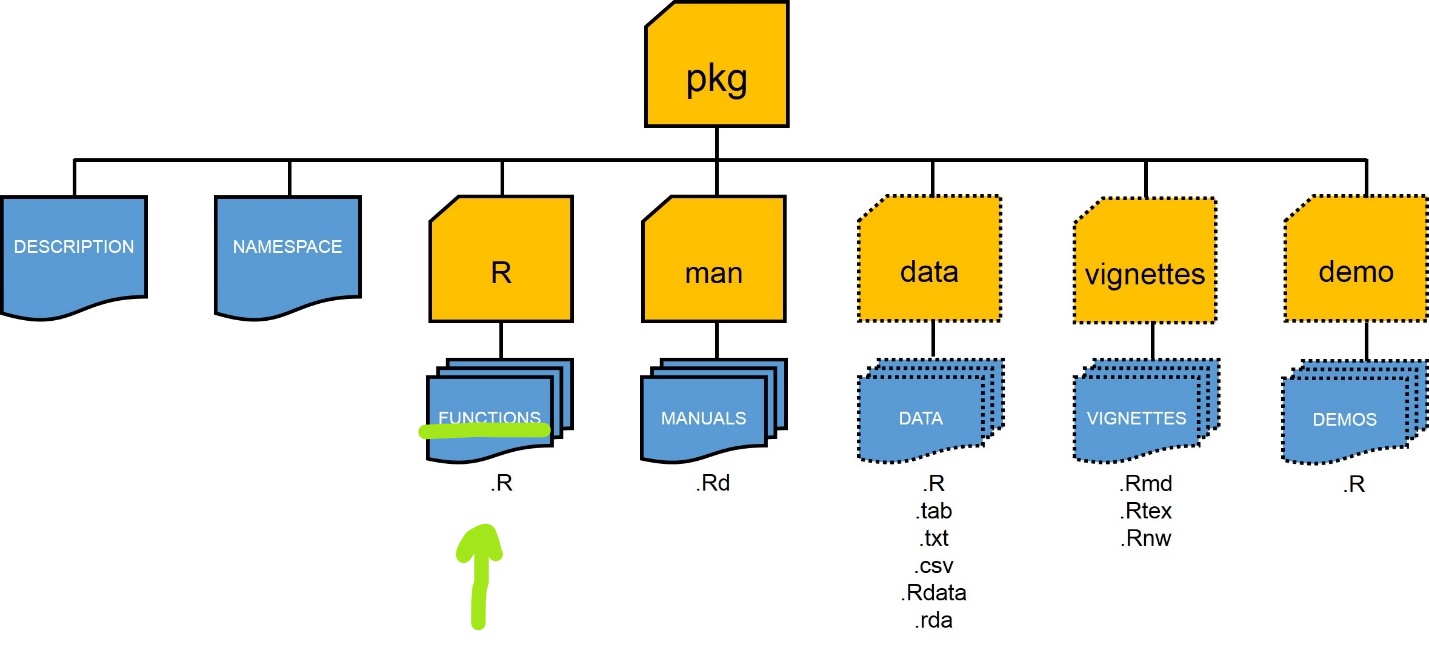 pkg
DESCRIPTION
NAMESPACE
R
man
data
vignettes
demo
FUNCTIONS
MANUALS
DATA
VIGNETTES
DEMOS
.R
.Rd
.R
.tab
.txt
.csv
.Rdata
.rda
.Rmd
.Rtex
.Rnw
.R